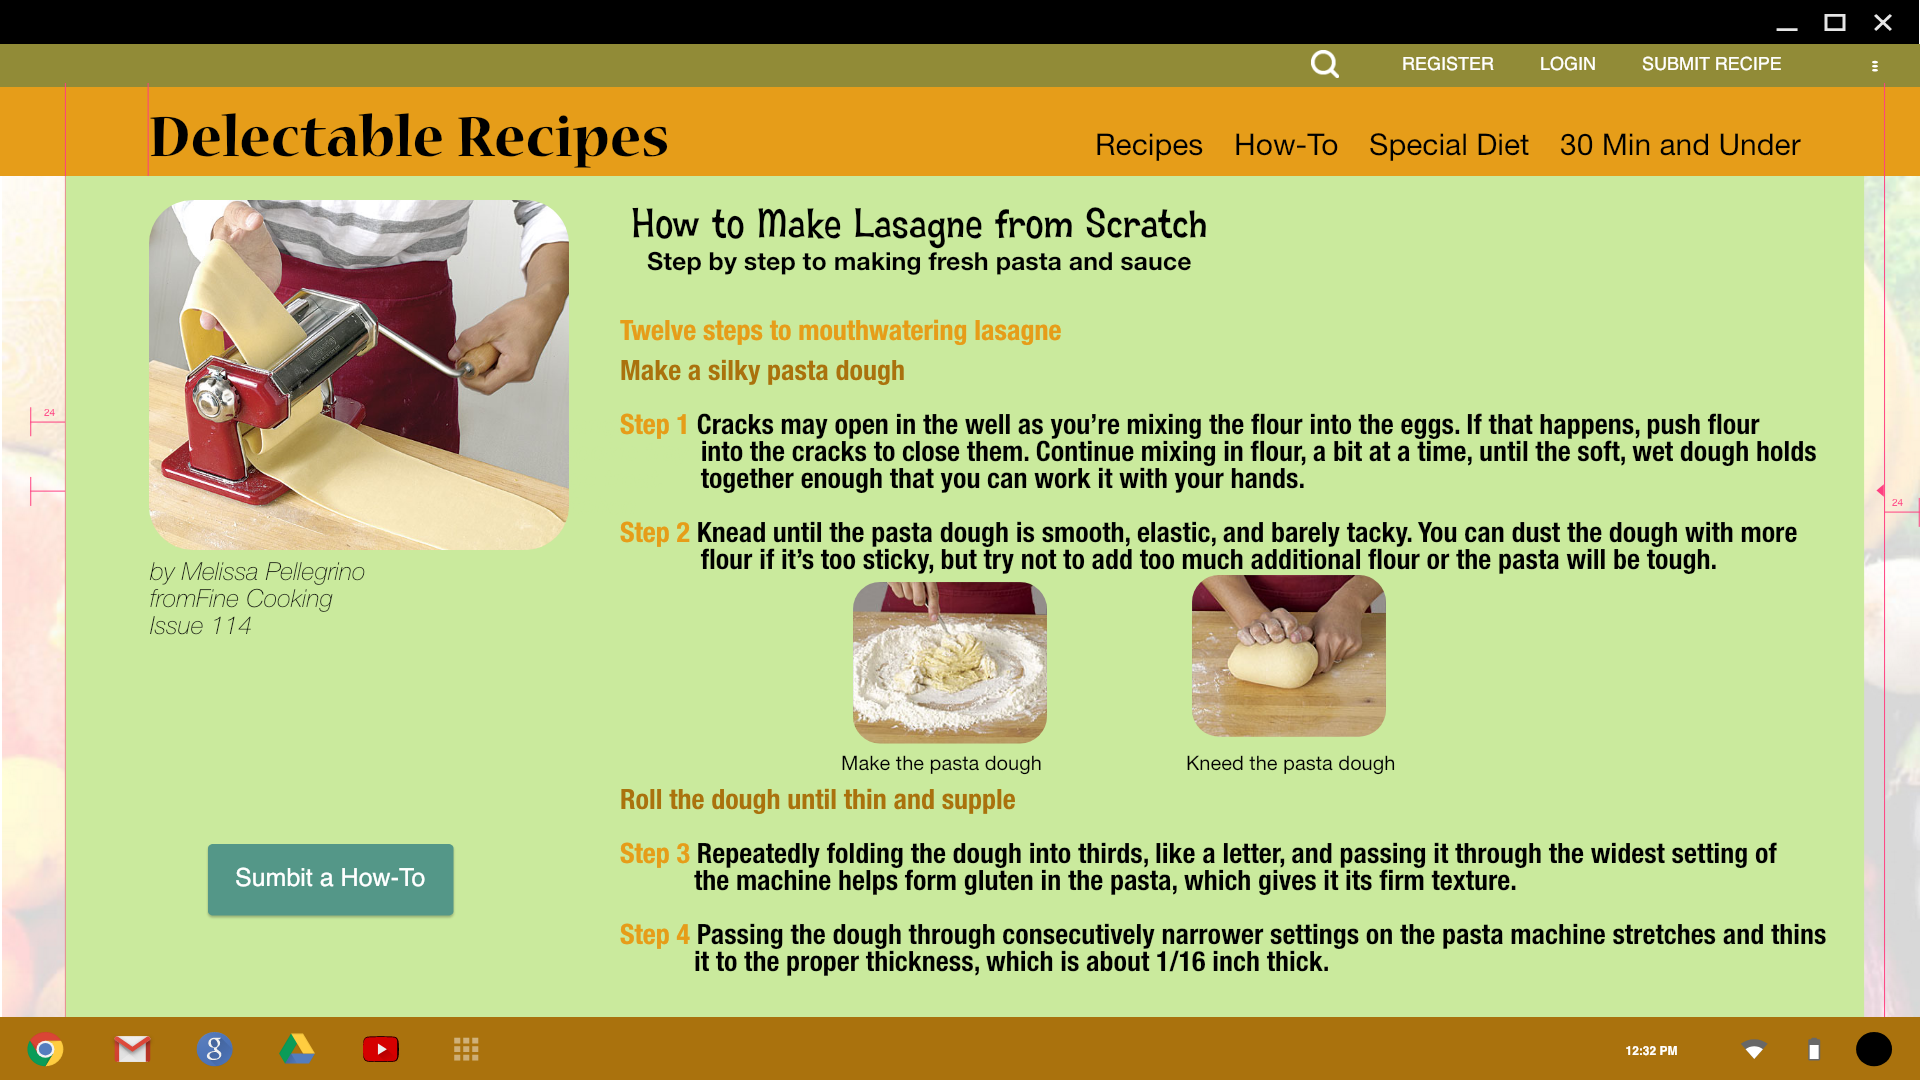 REGISTER LOGIN SUBMIT RECIPE
Delectable Recipes
Recipes How-To Special Diet 30 Min and Under
How to Make Lasagne from Scratch
Step by step to making fresh pasta and sauce
Twelve steps to mouthwatering lasagne
Make a silky pasta dough
24
Step 1 Cracks may open in the well as you’re mixing the flour into the eggs. If that happens, push flour
into the cracks to close them. Continue mixing in flour, a bit at a time, until the soft, wet dough holds
together enough that you can work it with your hands.
24
Step 2 Knead until the pasta dough is smooth, elastic, and barely tacky. You can dust the dough with more
flour if it’s too sticky, but try not to add too much additional flour or the pasta will be tough.
by Melissa Pellegrino
fromFine Cooking
Issue 114
Make the pasta dough
Kneed the pasta dough
Roll the dough until thin and supple
Step 3 Repeatedly folding the dough into thirds, like a letter, and passing it through the widest setting of
the machine helps form gluten in the pasta, which gives it its firm texture.
Sumbit a How-To
Step 4 Passing the dough through consecutively narrower settings on the pasta machine stretches and thins
it to the proper thickness, which is about 1/16 inch thick.
g
12:32 PM